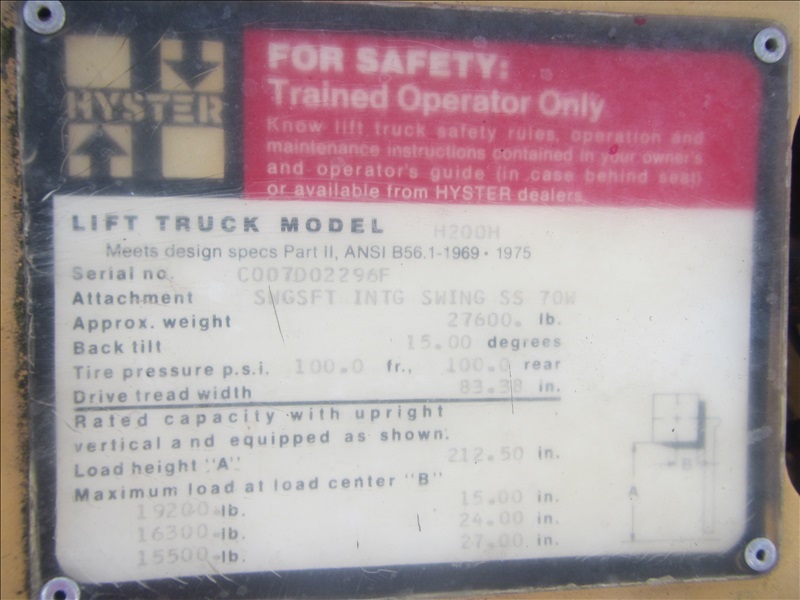 HYSTER
FOR SAFETY:
Trained Operator Only
Know lift truck safety rules, operation and
maintenance instructions contained in your owner's
and operator's guide (in case behind seat)
or available from HYSTER dealers.
LIFT TRUCK MODEL H200H
Meets design specs Part II, ANSI B56.1-1969 • 1975
Serial no. C007D02296F
Attachment SWGSFT INTG SWING SS 70W
Approx. weight 27600. lb.
Back tilt 15.00 degrees
Tire pressure p.s.i. 100.0 fr., 100.0 rear
Drive tread width 83.38 in.
Rated capacity with upright
vertical and equipped as shown:
Load height "A" 212.50 in.
Maximum load at load center "B"
19200.lb. 15.00 in.
16300.lb. 24.00 in.
15500.lb. 27.00 in.
A
B